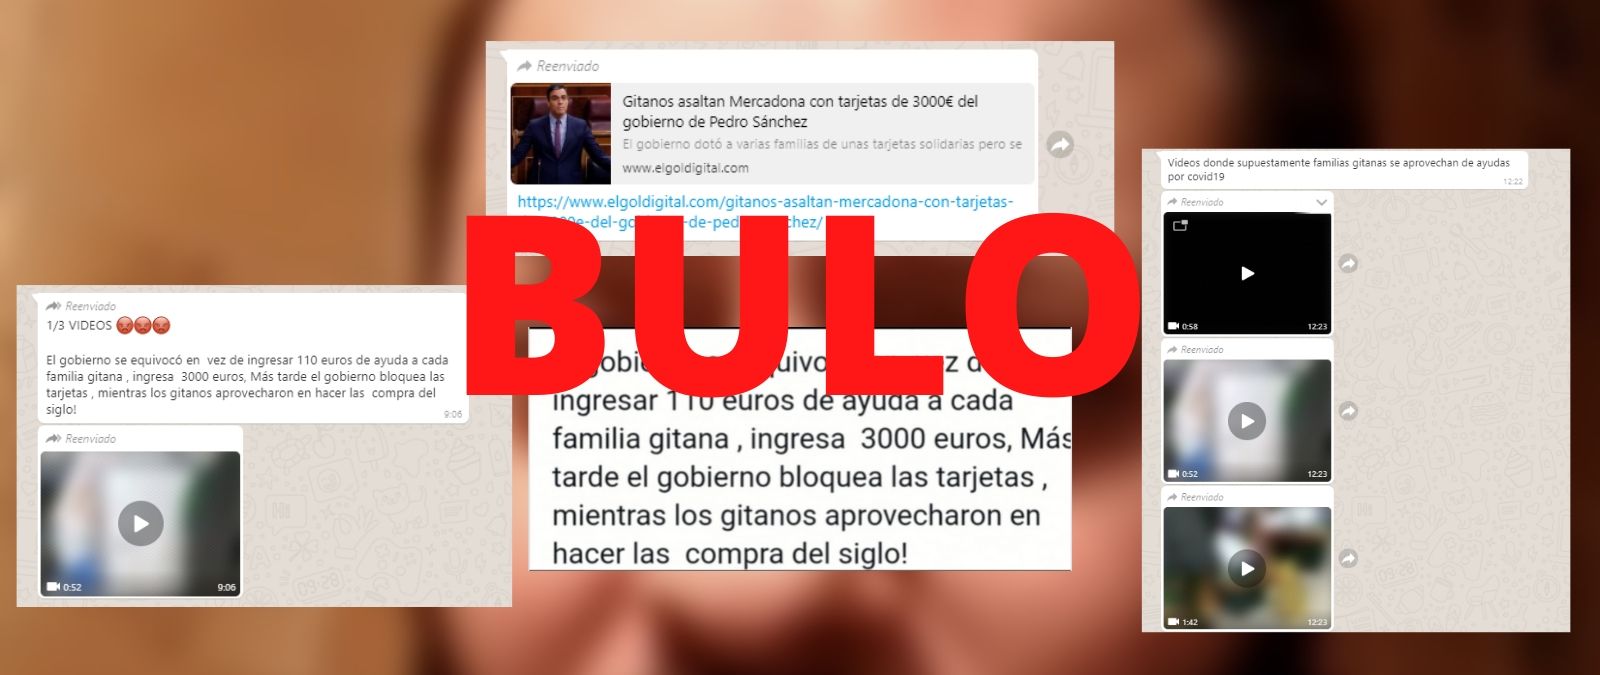 Reenviado
Gitanos asaltan Mercadona con tarjetas de 3000€ del
gobierno de Pedro Sánchez
El gobierno dotó a varias familias de unas tarjetas solidarias pero se
www.elgoldigital.com
https://www.elgoldigital.com/gitanos-asaltan-mercadona-con-tarjetas-
BULO
Reenviado
1/3 VIDEOS 😡😡😡
El gobierno se equivocó en vez de ingresar 110 euros de ayuda a cada
familia gitana , ingresa 3000 euros, Más tarde el gobierno bloquea las
tarjetas , mientras los gitanos aprovecharon en hacer las compra del
siglo!
9:06
Reenviado
0:52 9:06
ingresar 110 euros de ayuda a cada
familia gitana , ingresa 3000 euros, Más
tarde el gobierno bloquea las tarjetas ,
mientras los gitanos aprovecharon en
hacer las compra del siglo!
Videos donde supuestamente familias gitanas se aprovechan de ayudas
por covid19
12:22
Reenviado
0:58 12:23
Reenviado
0:52 12:23
Reenviado
1:42 12:23